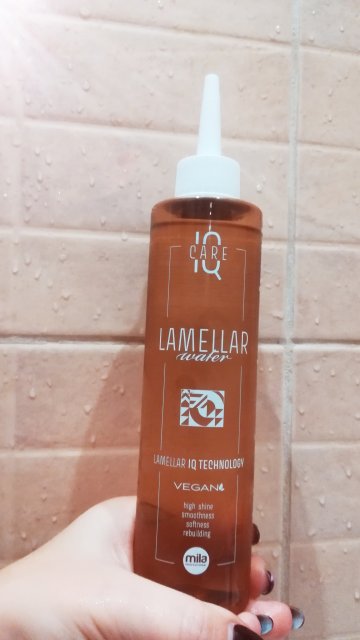 IQ
CARE
LAMELLAR
water
LAMELLAR IQ TECHNOLOGY
VEGAN
high shine
smoothness
softness
rebuilding
mila